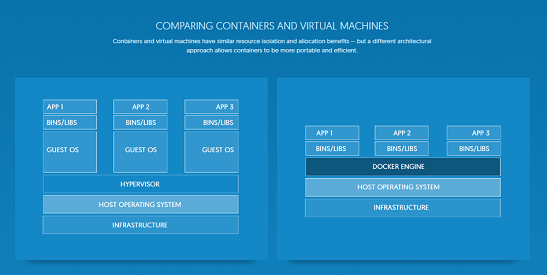 COMPARING CONTAINERS AND VIRTUAL MACHINES
Containers and virtual machines have similar resource isolation and allocation benefits -- but a different architectural
approach allows containers to be more portable and efficient.
APP 1 APP 2 APP 3
BINS/LIBS BINS/LIBS BINS/LIBS
GUEST OS GUEST OS GUEST OS
HYPERVISOR
HOST OPERATING SYSTEM
INFRASTRUCTURE
APP 1 APP 2 APP 3
BINS/LIBS BINS/LIBS BINS/LIBS
DOCKER ENGINE
HOST OPERATING SYSTEM
INFRASTRUCTURE